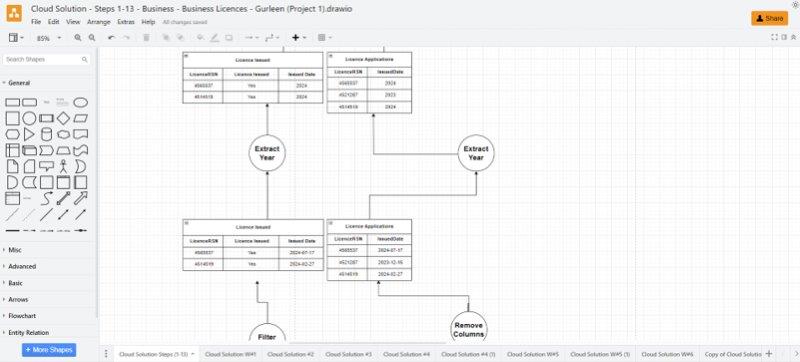 Cloud Solution - Steps 1-13 - Business - Business Licences - Gurleen (Project 1).drawio
File Edit View Arrange Extras Help All changes saved
Share
85%
Search Shapes
General
Misc
Advanced
Basic
Arrows
Flowchart
Entity Relation
+ More Shapes
Licence Issued
LicenceRSN Licence Issued Issued Date
4565537 Yes 2024
4514519 Yes 2024
Licence Applications
LicenceRSN IssuedDate
4565537 2024
4521287 2023
4514519 2024
Extract
Year
Extract
Year
Licence Issued
LicenceRSN Licence Issued Issued Date
4565537 Yes 2024-07-17
4514519 Yes 2024-02-27
Licence Applications
LicenceRSN IssuedDate
4565537 2024-07-17
4521287 2023-12-15
4514519 2024-02-27
Filter
Remove
Columns
Cloud Solution Steps (1-13) Cloud Solution W#1 Cloud Solution #2 Cloud Solution #3 Cloud Solution #4 Cloud Solution #4 (1) Cloud Solution W#5 Cloud Solution W#5 (1) Cloud Solution W#6 Copy of Cloud Solutio